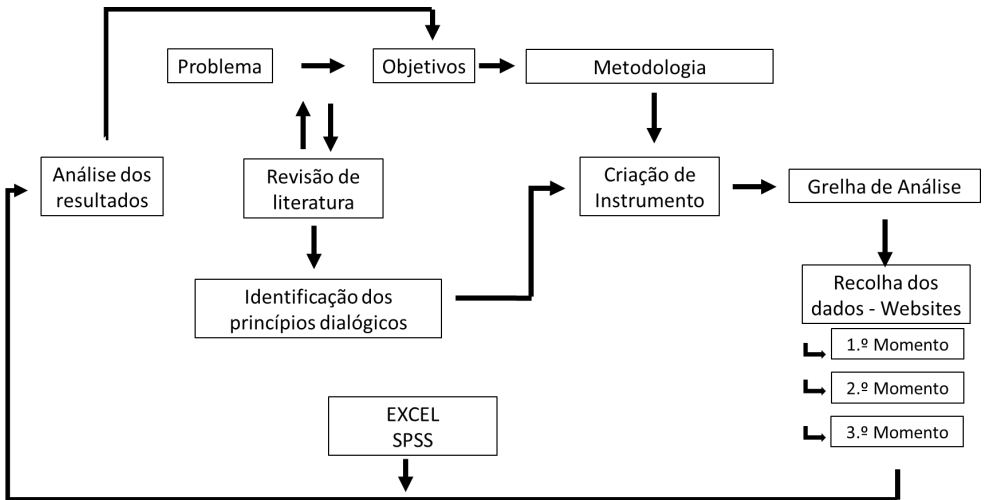 Problema
Objetivos
Metodologia
Análise dos
resultados
Revisão de
literatura
Criação de
Instrumento
Grelha de Análise
Identificação dos
princípios dialógicos
Recolha dos
dados - Websites
1.º Momento
2.º Momento
3.º Momento
EXCEL
SPSS